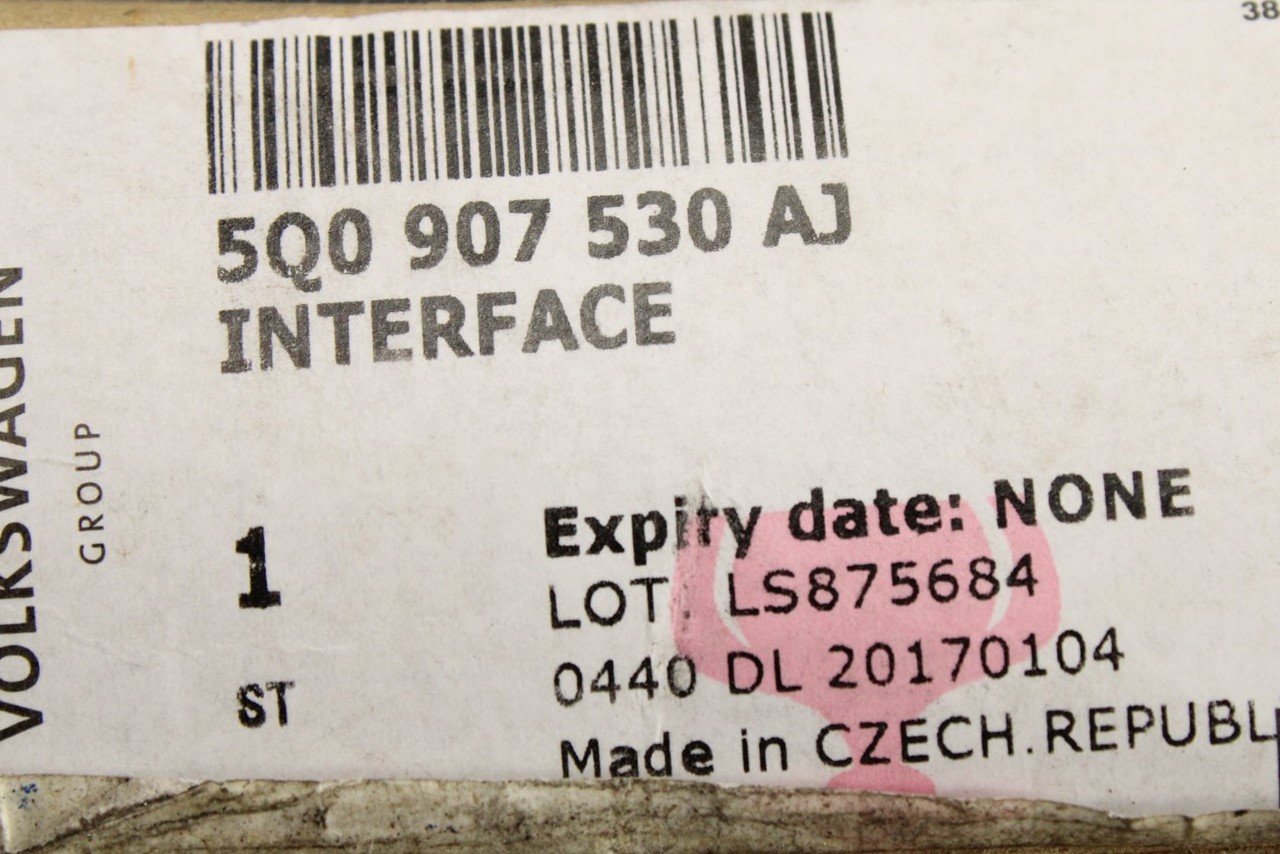 38
5Q0 907 530 AJ
INTERFACE
VOLKSWAGEN
GROUP
1
ST
Expiry date: NONE
LOT: LS875684
0440 DL 20170104
Made in CZECH.REPUBL